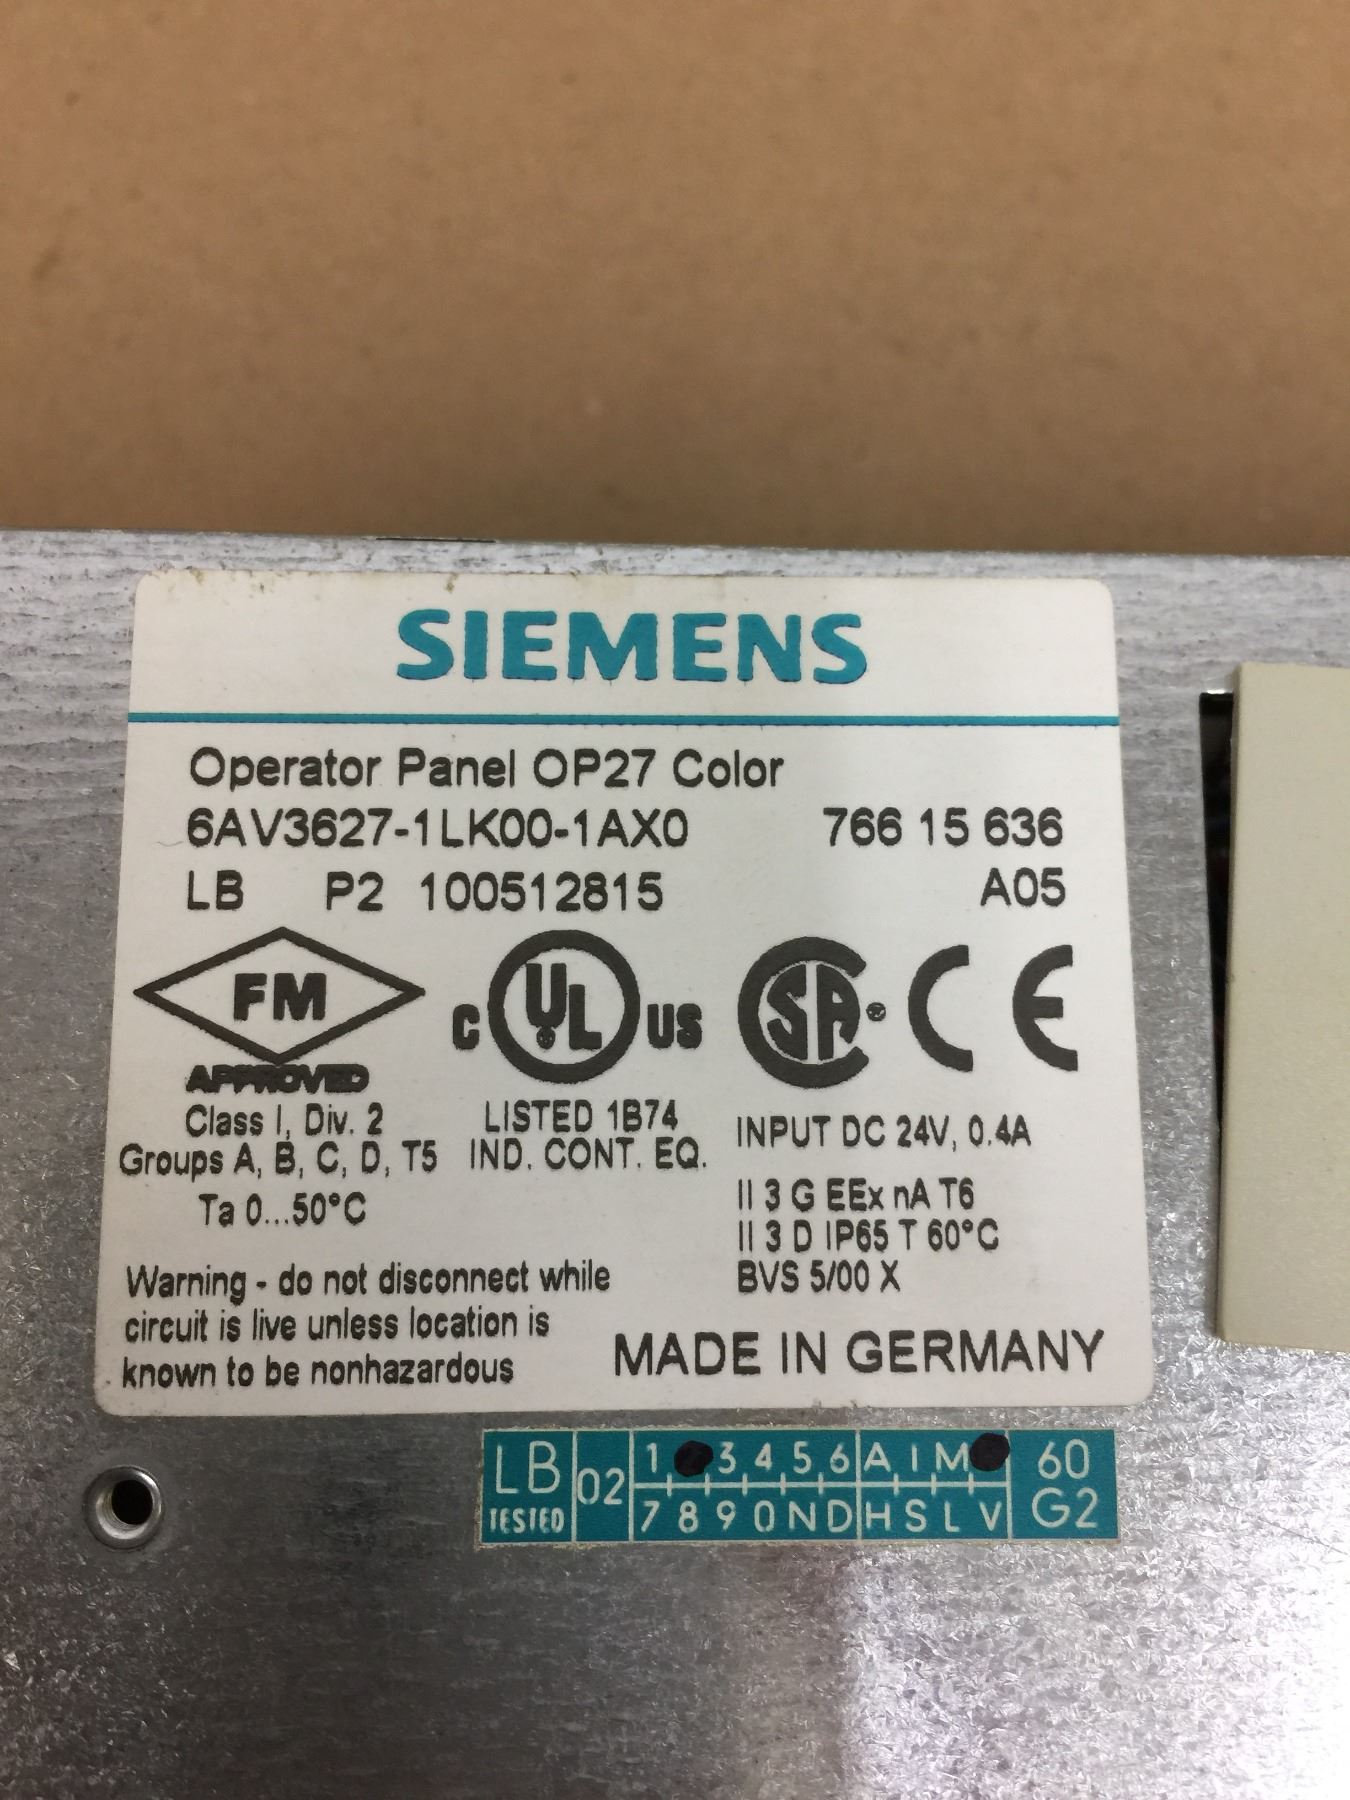 SIEMENS
Operator Panel OP27 Color
6AV3627-1LK00-1AX0 766 15 636
LB P2 100512815 A05
FM
APPROVED
Class I, Div. 2
Groups A, B, C, D, T5
Ta 0...50°C
C UL US
LISTED 1B74
IND. CONT. EQ.
SA ® CE
INPUT DC 24V, 0.4A
II 3 G EEx nA T6
II 3 D IP65 T 60°C
BVS 5/00 X
Warning - do not disconnect while
circuit is live unless location is
known to be nonhazardous
MADE IN GERMANY
LB
TESTED
02
1 3 4 5 6 A I M
7 8 9 0 N D H S L V
60
G2